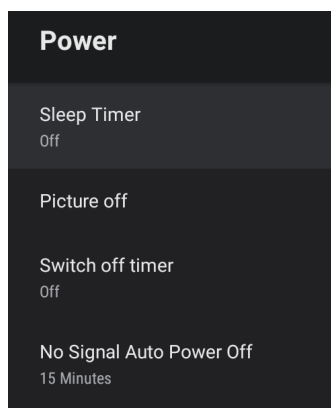 Power
Sleep Timer
Off
Picture off
Switch off timer
Off
No Signal Auto Power Off
15 Minutes